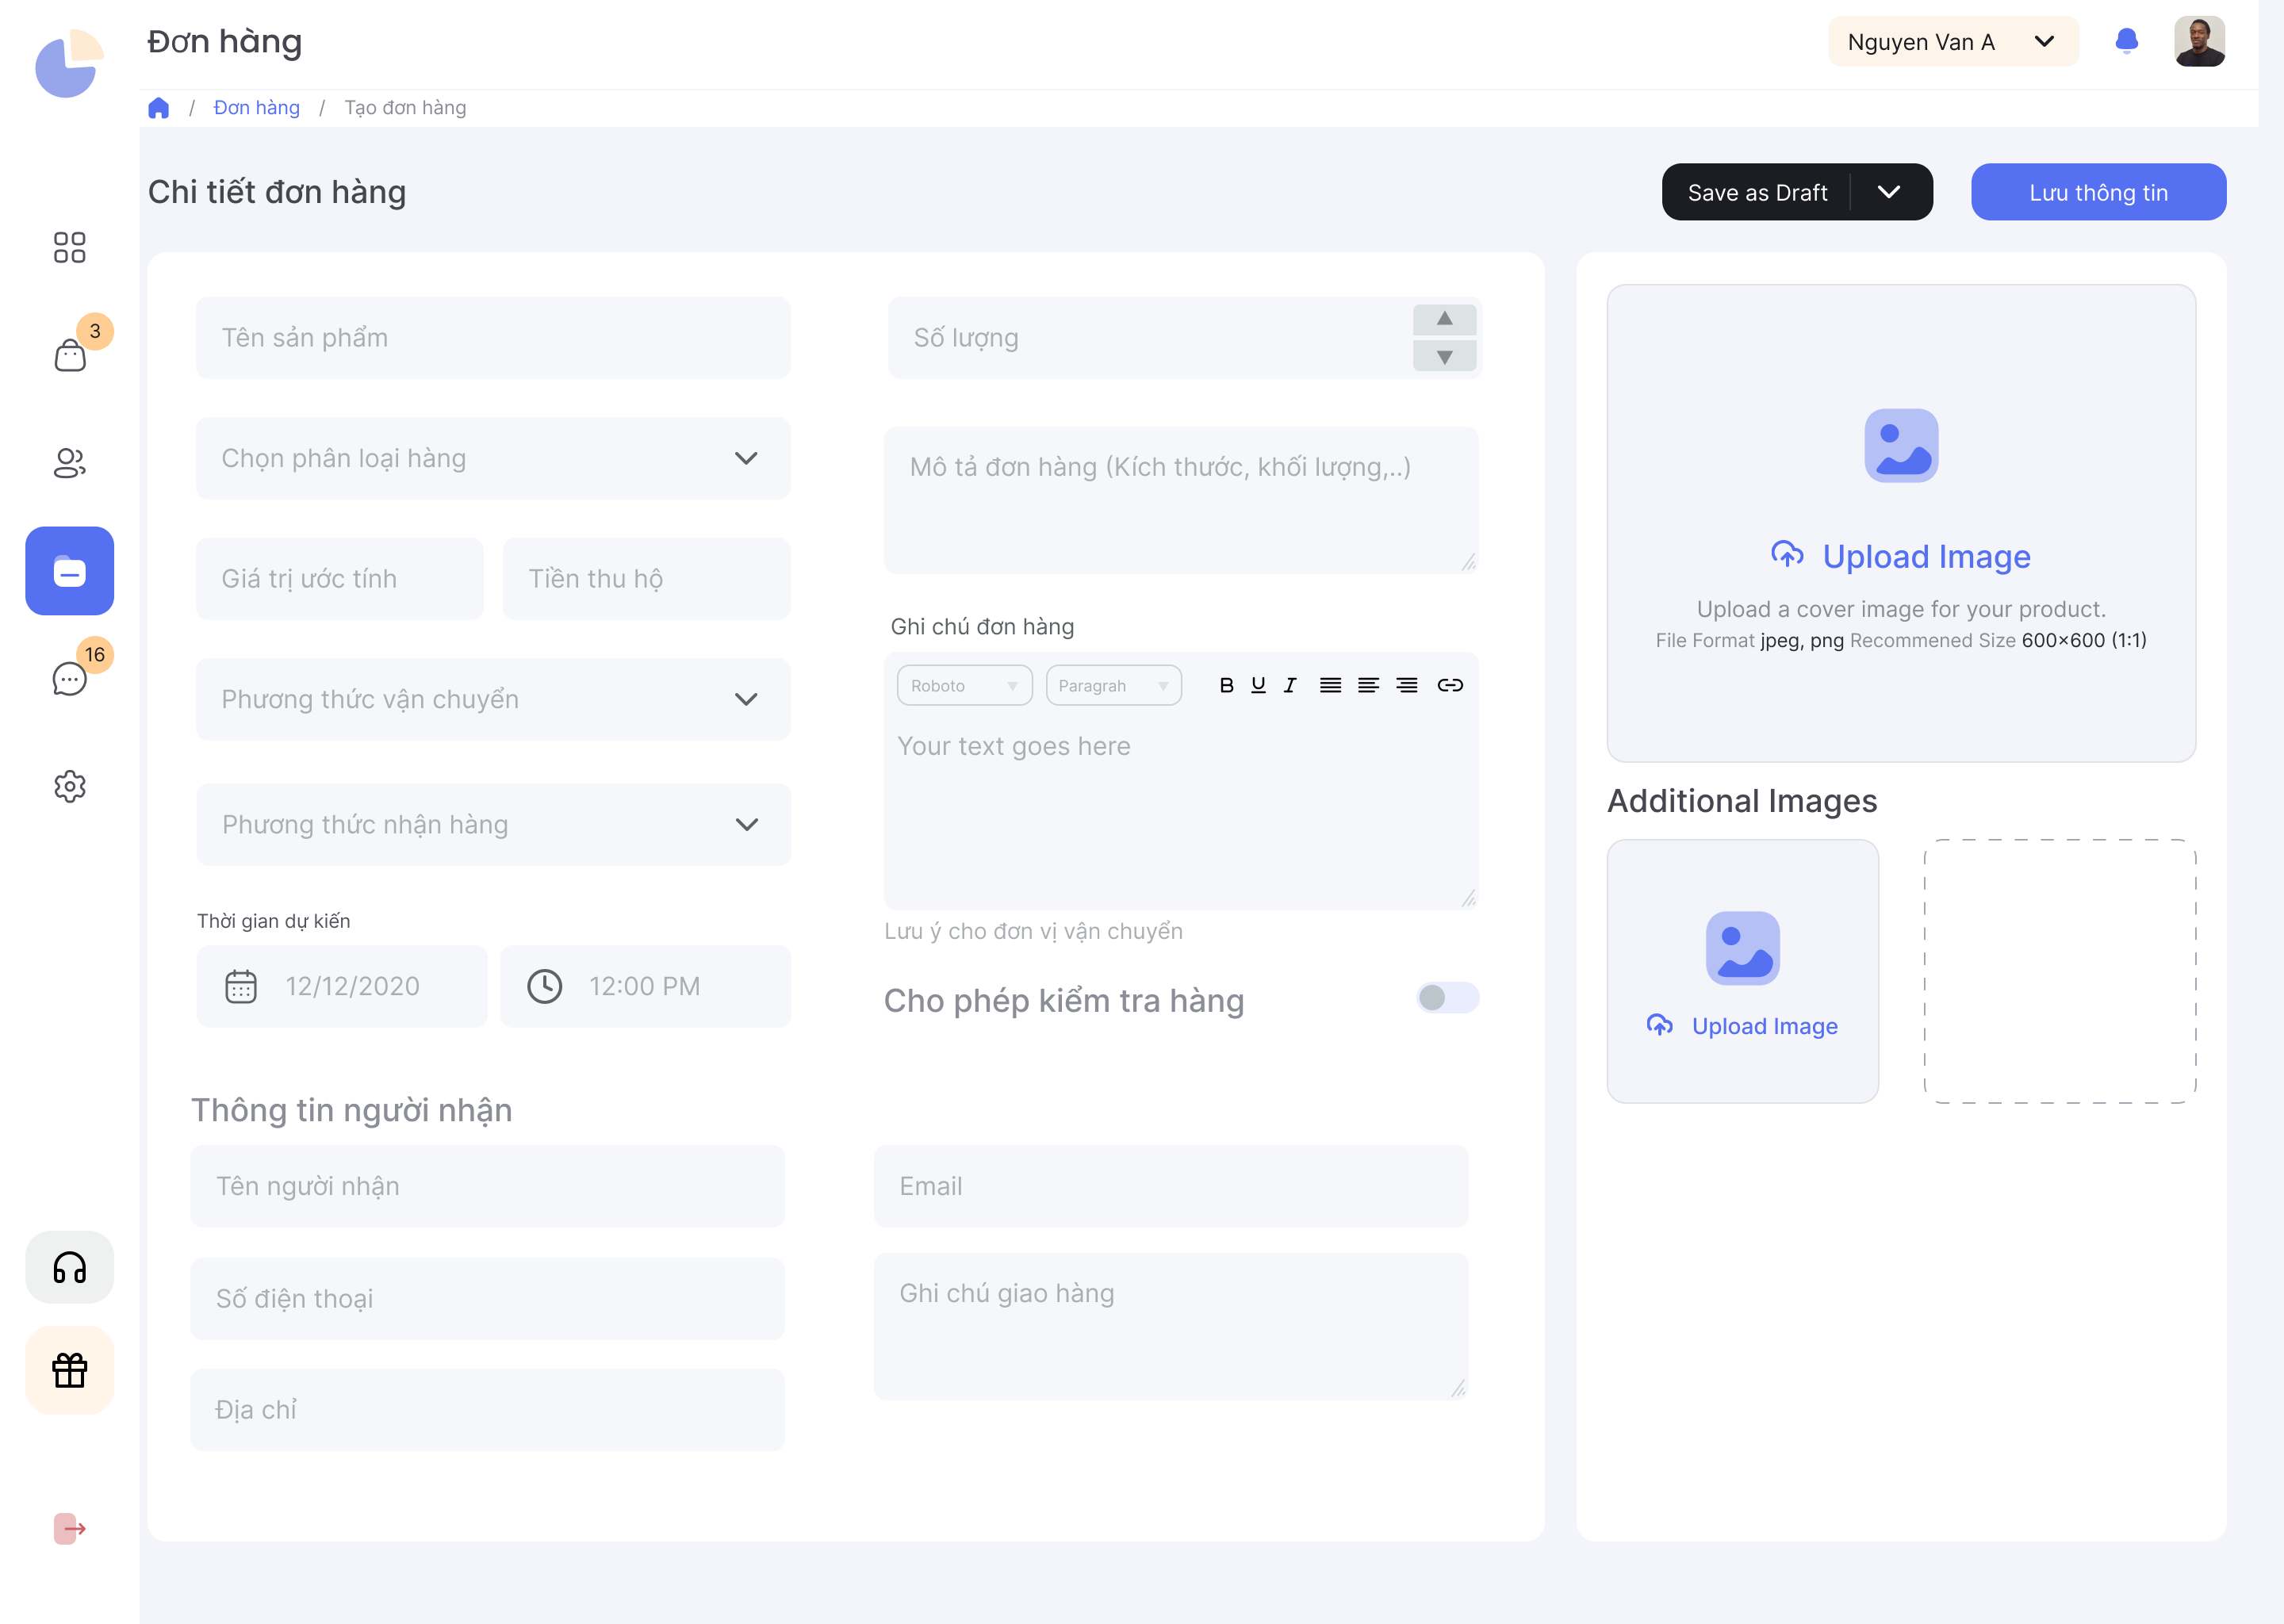 Đơn hàng
Nguyen Van A
/ Đơn hàng / Tạo đơn hàng
Chi tiết đơn hàng
Save as Draft
Lưu thông tin
3
16
Tên sản phẩm
Số lượng
Chọn phân loại hàng
Mô tả đơn hàng (Kích thước, khối lượng,..)
Giá trị ước tính
Tiền thu hộ
Ghi chú đơn hàng
Phương thức vận chuyển
Roboto
Paragrah
B U I
Your text goes here
Phương thức nhận hàng
Thời gian dự kiến
12/12/2020
12:00 PM
Lưu ý cho đơn vị vận chuyển
Cho phép kiểm tra hàng
Thông tin người nhận
Tên người nhận
Email
Số điện thoại
Ghi chú giao hàng
Địa chỉ
Upload Image
Upload a cover image for your product.
File Format jpeg, png Recommened Size 600×600 (1:1)
Additional Images
Upload Image